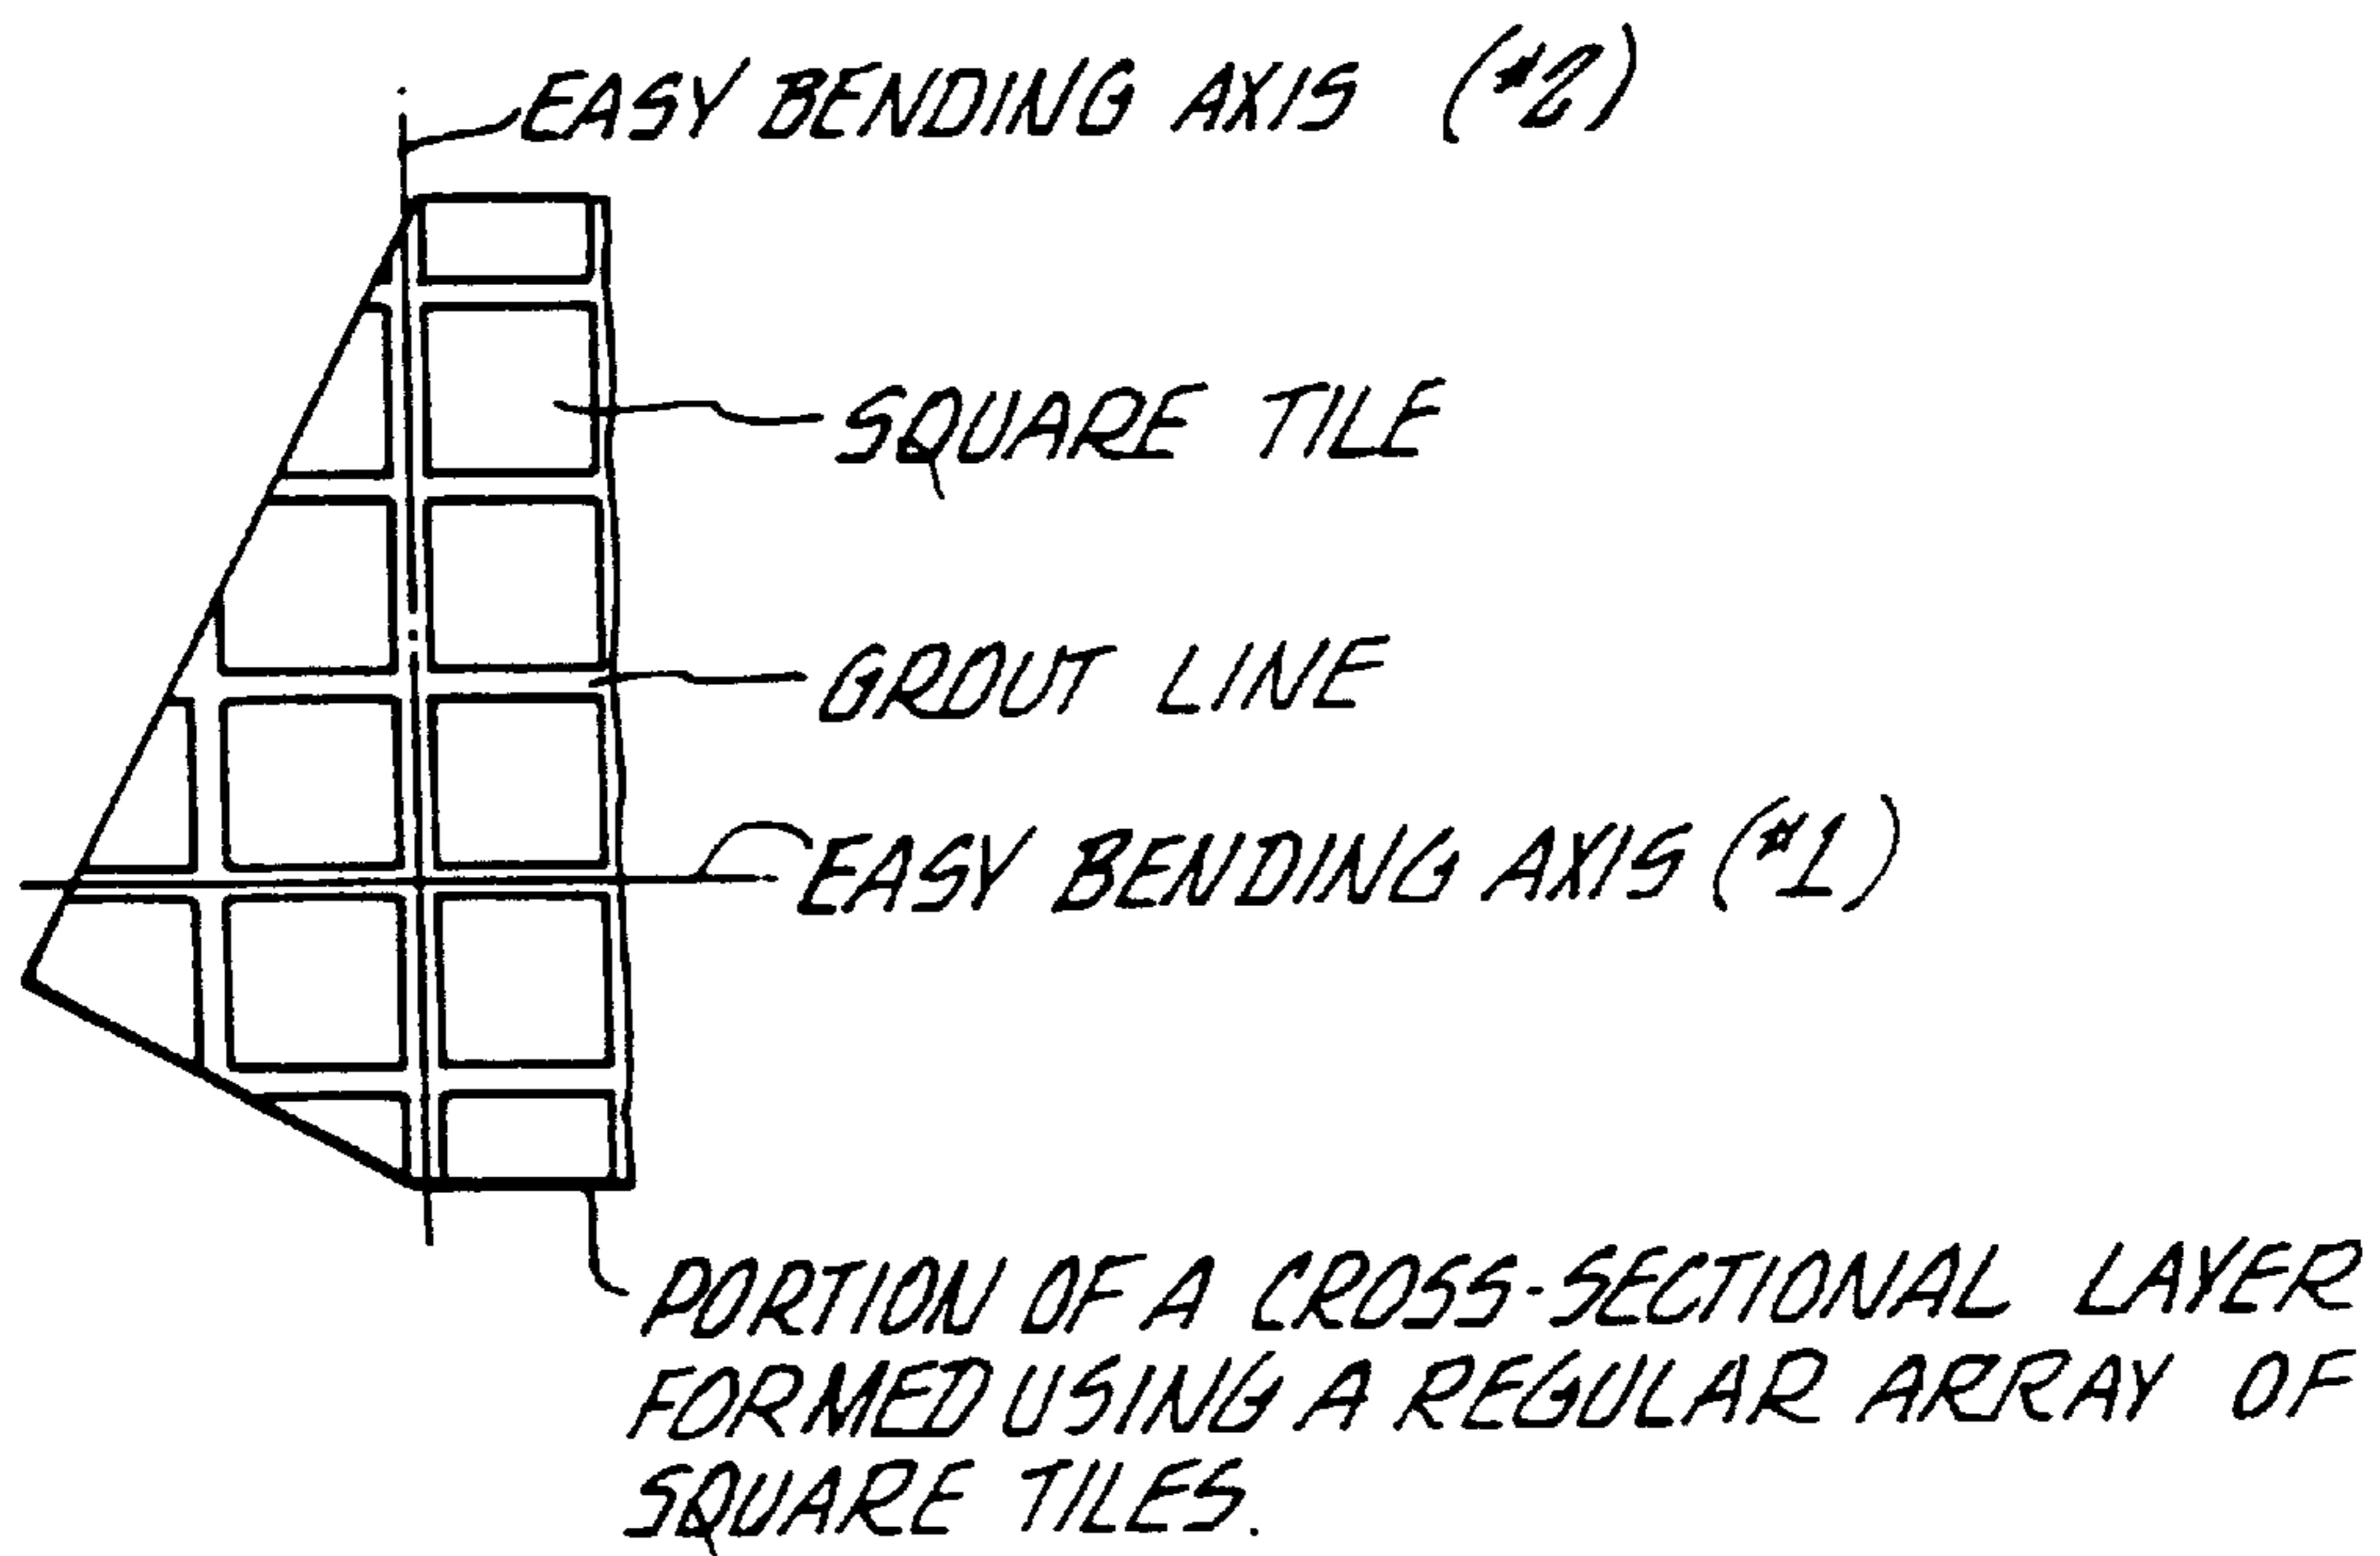 EASY BENDING AXIS (#2)
SQUARE TILE
GROUT LINE
EASY BENDING AXIS (#1)
PORTION OF A CROSS-SECTIONAL LAYER
FORMED USING A REGULAR ARRAY OF
SQUARE TILES.